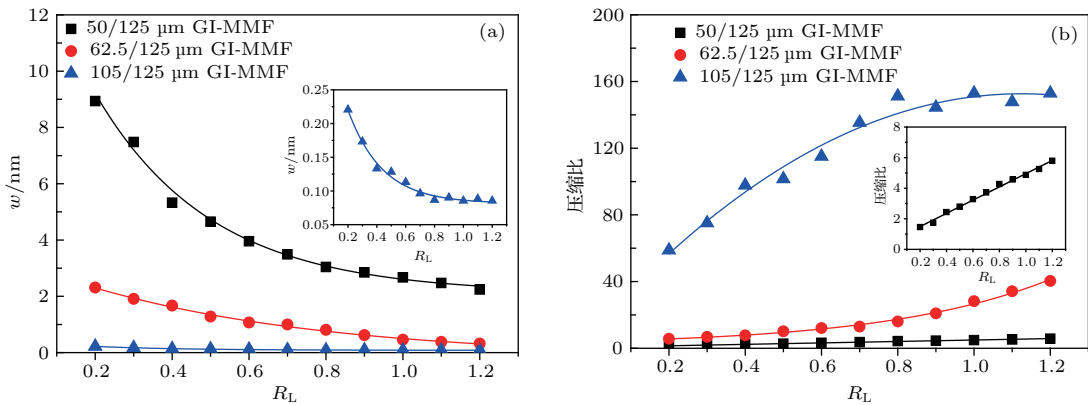 12
10
8
6
4
2
0
w/nm
50/125 μm GI-MMF
62.5/125 μm GI-MMF
105/125 μm GI-MMF
(a)
0.25
0.20
0.15
0.10
0.05
w/nm
0.2 0.4 0.6 0.8 1.0 1.2
RL
0.2 0.4 0.6 0.8 1.0 1.2
RL
200
160
120
80
40
0
压缩比
50/125 μm GI-MMF
62.5/125 μm GI-MMF
105/125 μm GI-MMF
(b)
8
6
4
2
0
压缩比
0.2 0.4 0.6 0.8 1.0 1.2
RL
0.2 0.4 0.6 0.8 1.0 1.2
RL